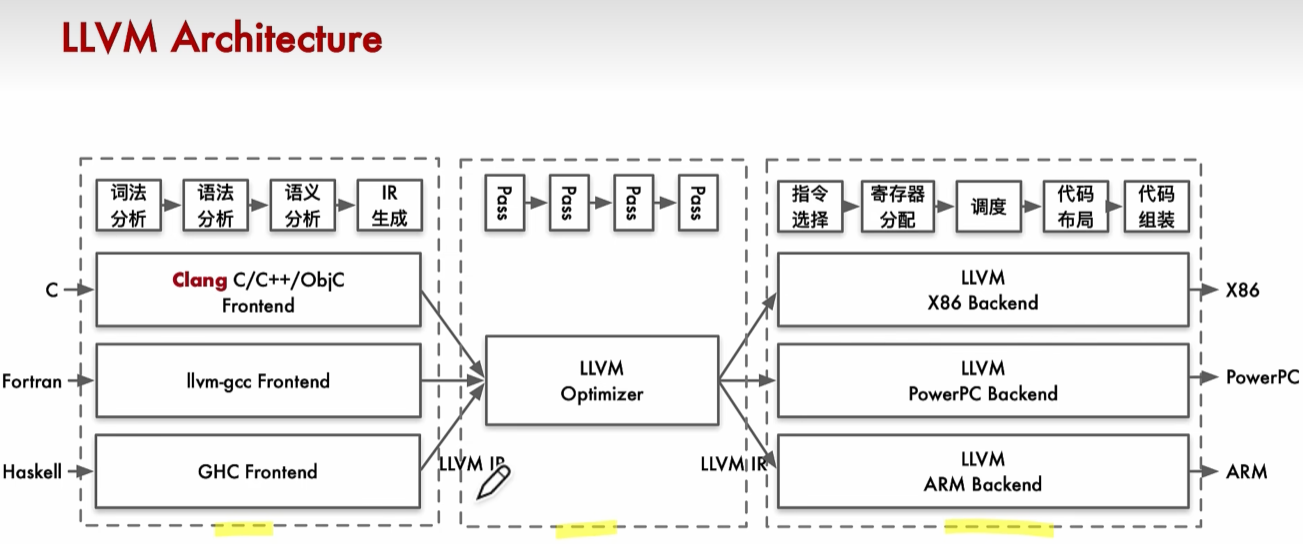 LLVM Architecture
词法
分析
语法
分析
语义
分析
IR
生成
Pass
Pass
Pass
Pass
指令
选择
寄存器
分配
调度
代码
布局
代码
组装
C
Clang C/C++/ObjC
Frontend
LLVM
X86 Backend
X86
Fortran
llvm-gcc Frontend
LLVM
Optimizer
LLVM
PowerPC Backend
PowerPC
Haskell
GHC Frontend
LLVM IR
LLVM IR
LLVM
ARM Backend
ARM